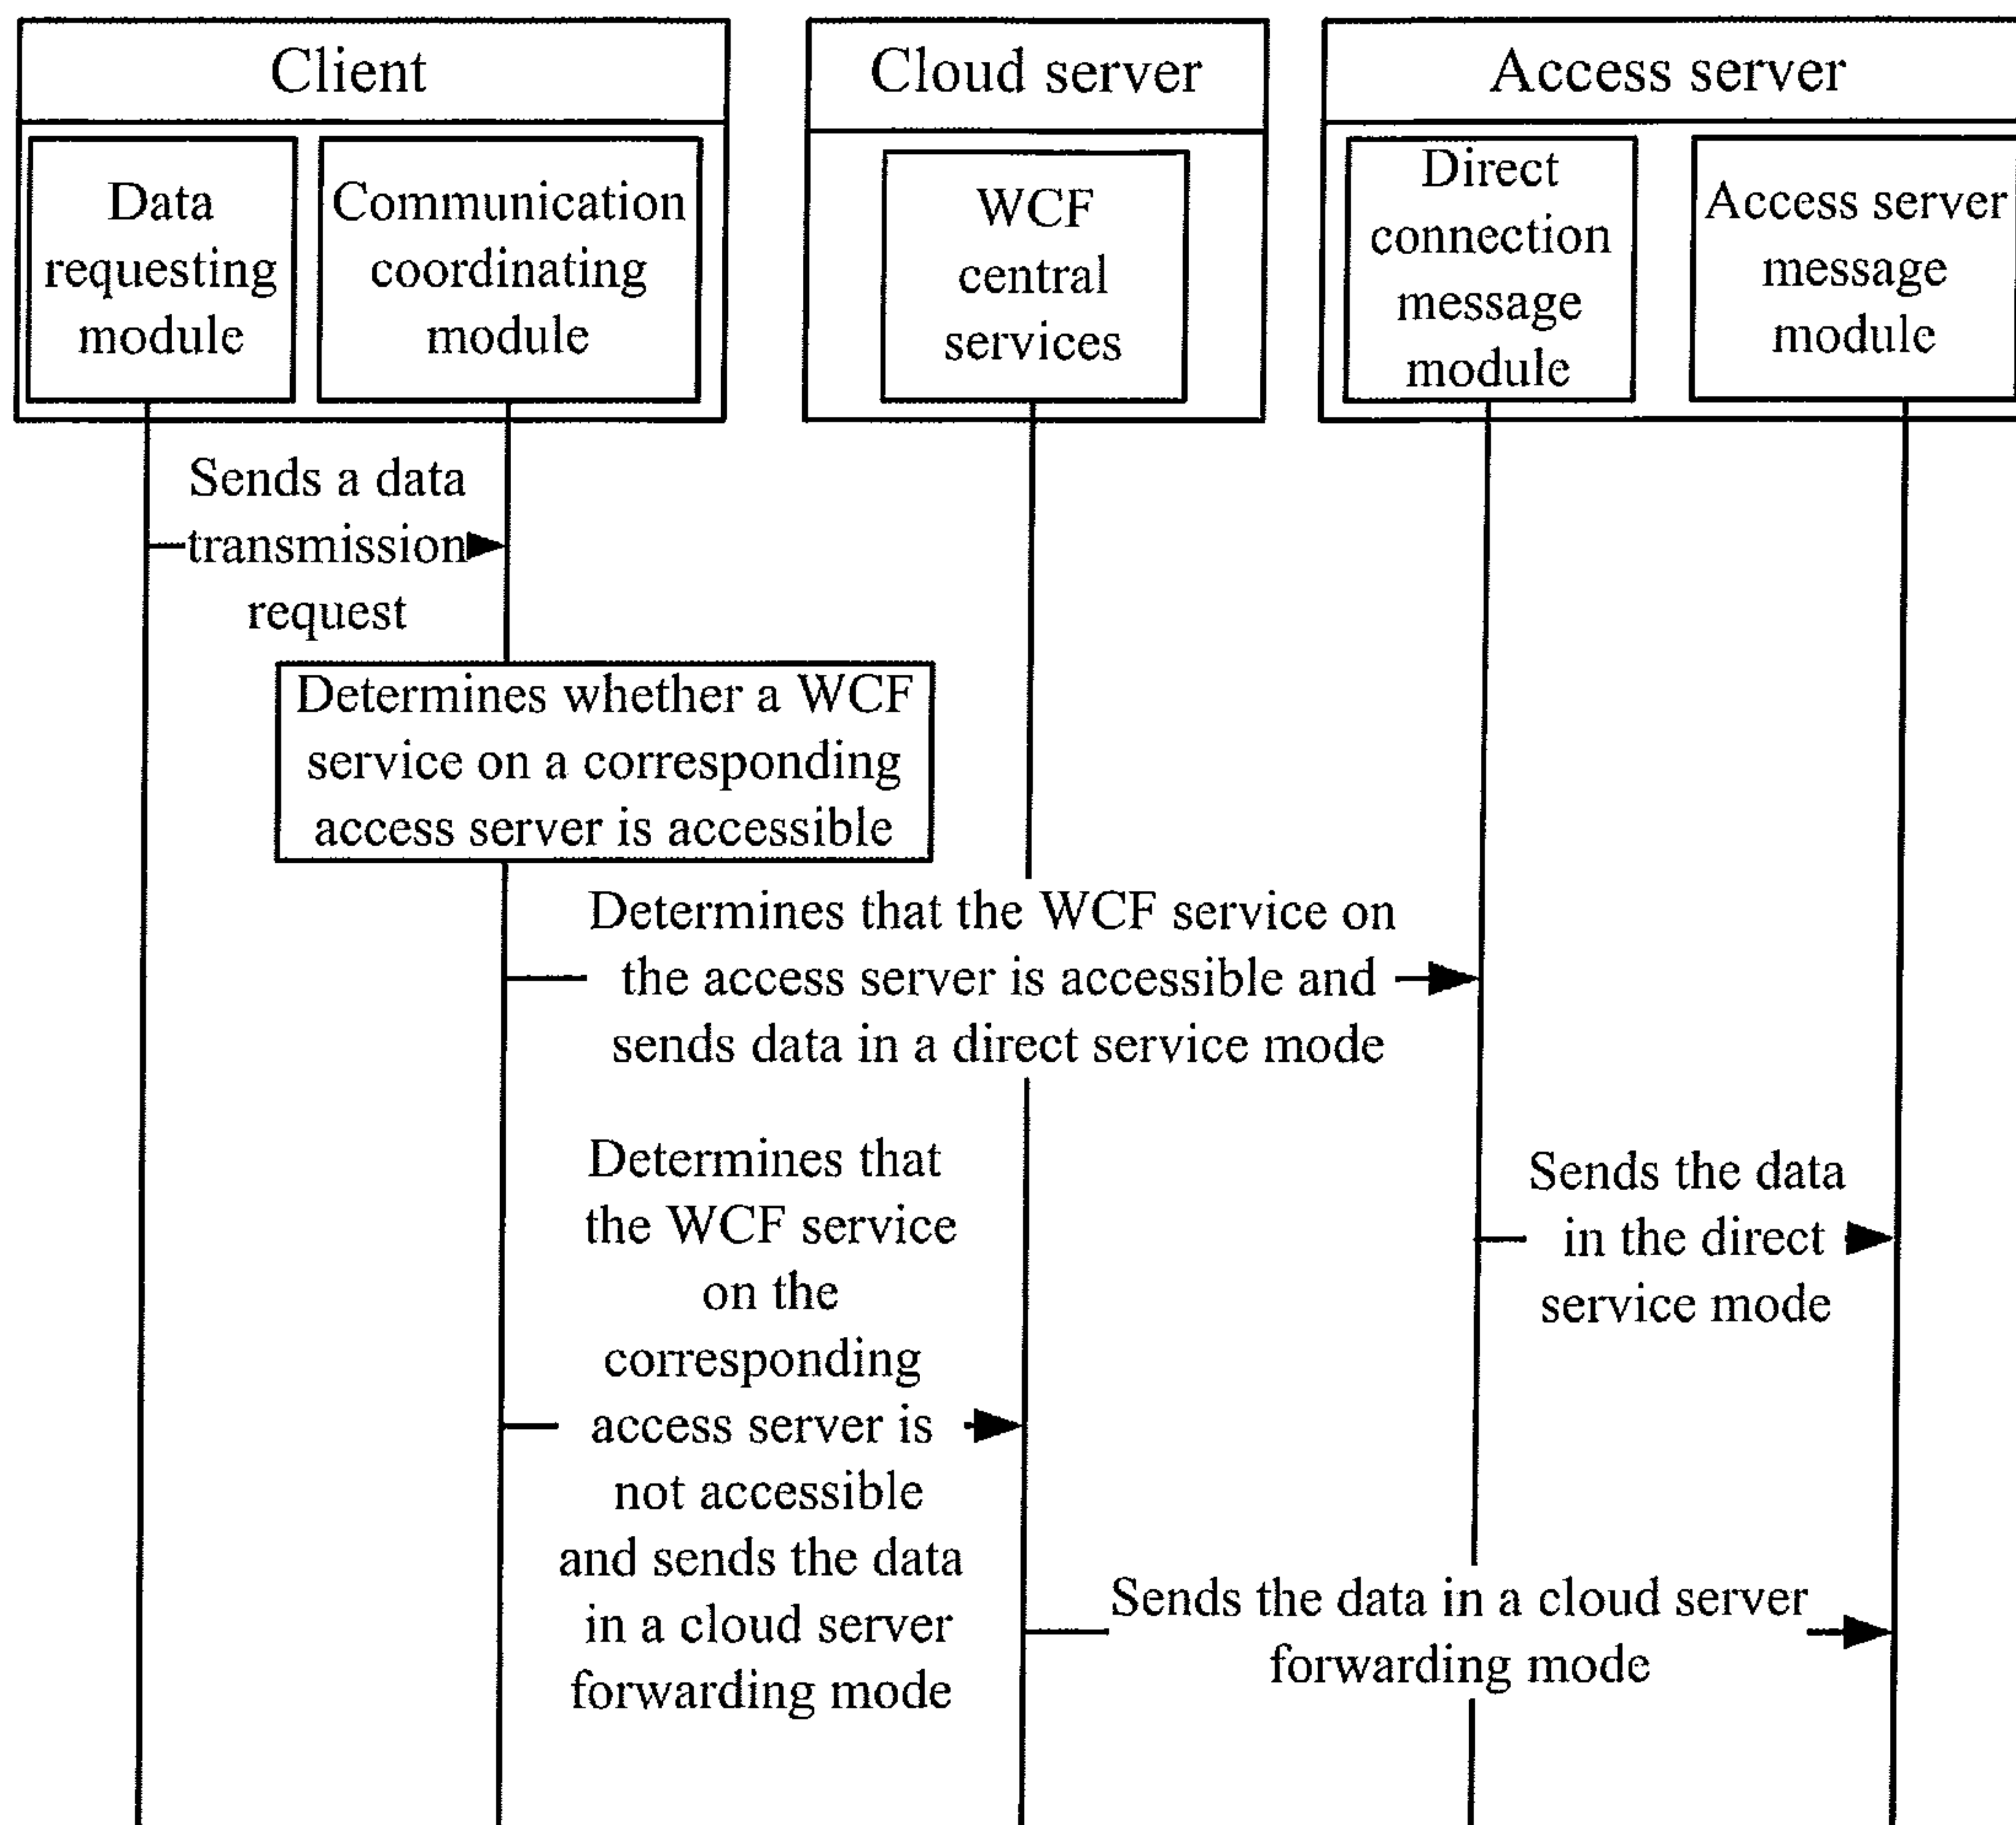 Client
Data
requesting
module
Communication
coordinating
module
Cloud server
WCF
central
services
Access server
Direct
connection
message
module
Access server
message
module
Sends a data
transmission
request
Determines whether a WCF
service on a corresponding
access server is accessible
Determines that the WCF service on
the access server is accessible and
sends data in a direct service mode
Determines that
the WCF service
on the
corresponding
access server is
not accessible
and sends the data
in a cloud server
forwarding mode
Sends the data
in the direct
service mode
Sends the data in a cloud server
forwarding mode